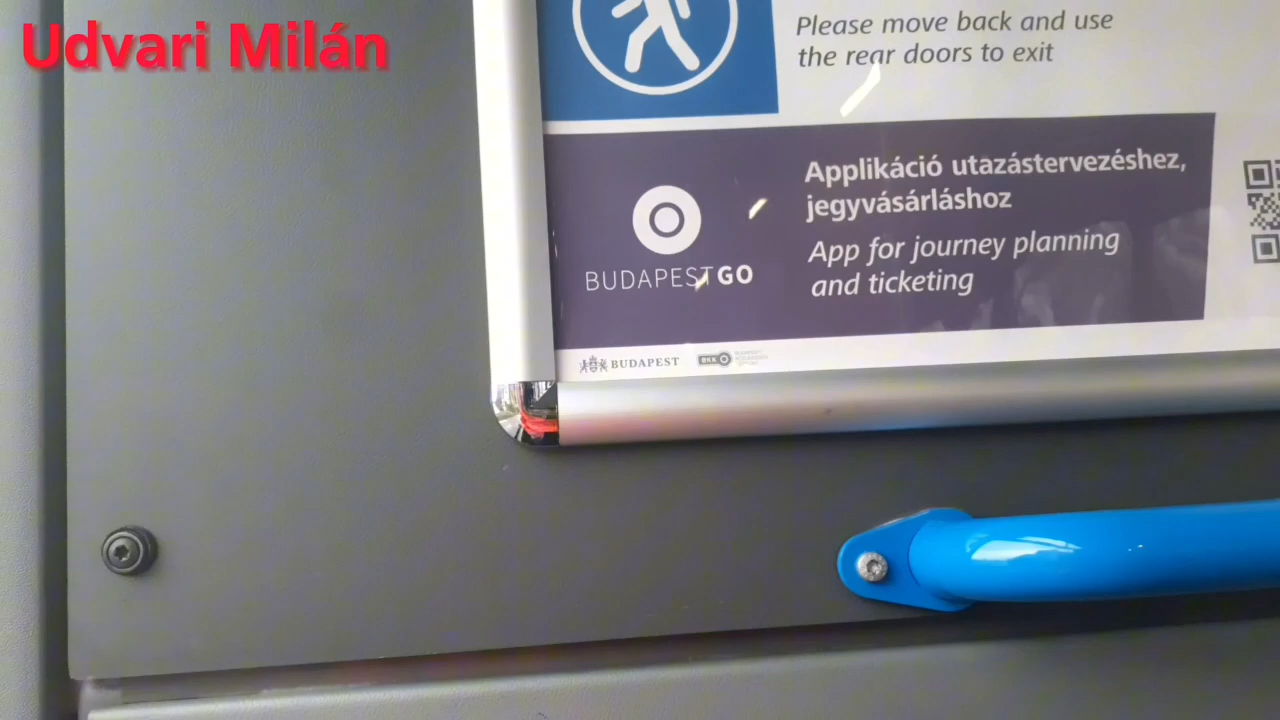 Udvari Milán
Please move back and use
the rear doors to exit
Applikáció utazástervezéshez,
jegyvásárláshoz
App for journey planning
and ticketing
BUDAPESTGO
BUDAPEST
BKK